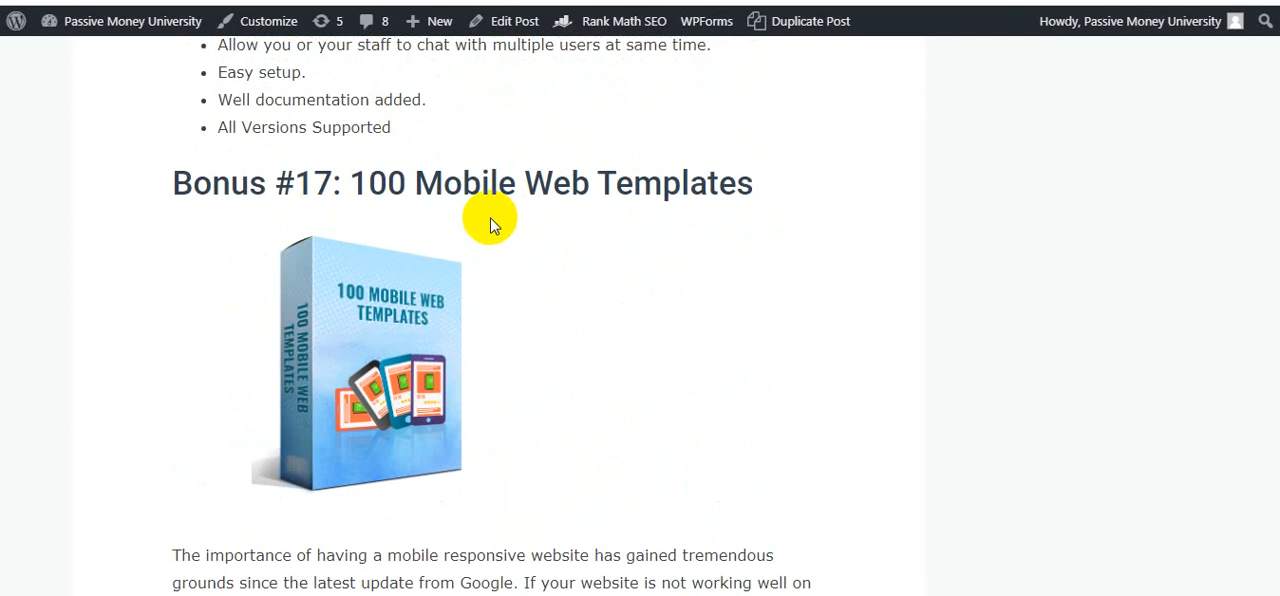 Passive Money University Customize 5 8 New Edit Post Rank Math SEO WPForms Duplicate Post Howdy, Passive Money University
Allow you or your staff to chat with multiple users at same time.
Easy setup.
Well documentation added.
All Versions Supported
Bonus #17: 100 Mobile Web Templates
100 MOBILE WEB
TEMPLATES
100 MOBILE WEB
TEMPLATES
The importance of having a mobile responsive website has gained tremendous
grounds since the latest update from Google. If your website is not working well on